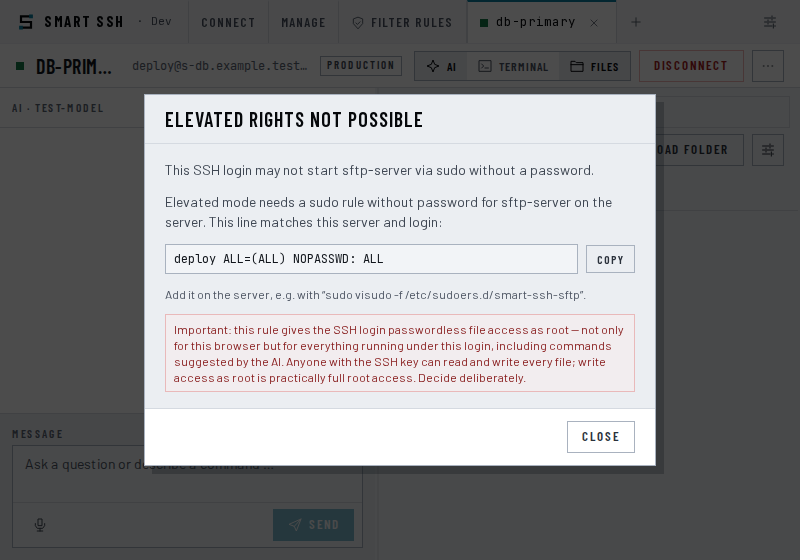 SMART SSH · Dev CONNECT MANAGE FILTER RULES db-primary
DB-PRIM... deploy@s-db.example.test... PRODUCTION AI TERMINAL FILES DISCONNECT
AI · TEST-MODEL
OAD FOLDER
ELEVATED RIGHTS NOT POSSIBLE
This SSH login may not start sftp-server via sudo without a password.
Elevated mode needs a sudo rule without password for sftp-server on the
server. This line matches this server and login:
deploy ALL=(ALL) NOPASSWD: ALL COPY
Add it on the server, e.g. with "sudo visudo -f /etc/sudoers.d/smart-ssh-sftp".
Important: this rule gives the SSH login passwordless file access as root — not only
for this browser but for everything running under this login, including commands
suggested by the AI. Anyone with the SSH key can read and write every file; write
access as root is practically full root access. Decide deliberately.
CLOSE
MESSAGE
Ask a question or describe a command ...
SEND